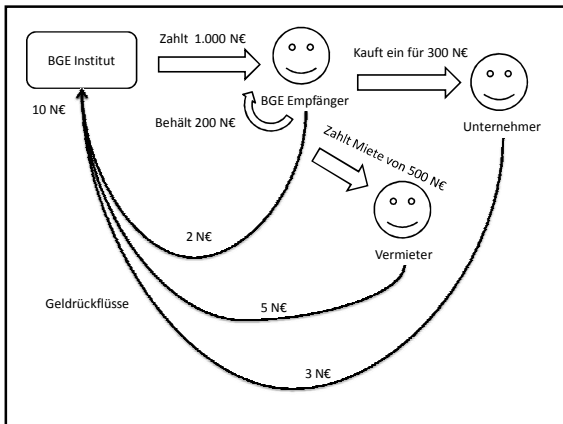 Zahlt 1.000 N€
BGE Institut
Kauft ein für 300 N€
BGE Empfänger
10 N€
Behält 200 N€
Unternehmer
Zahlt Miete von 500 N€
2 N€
Vermieter
Geldrückflüsse
5 N€
3 N€